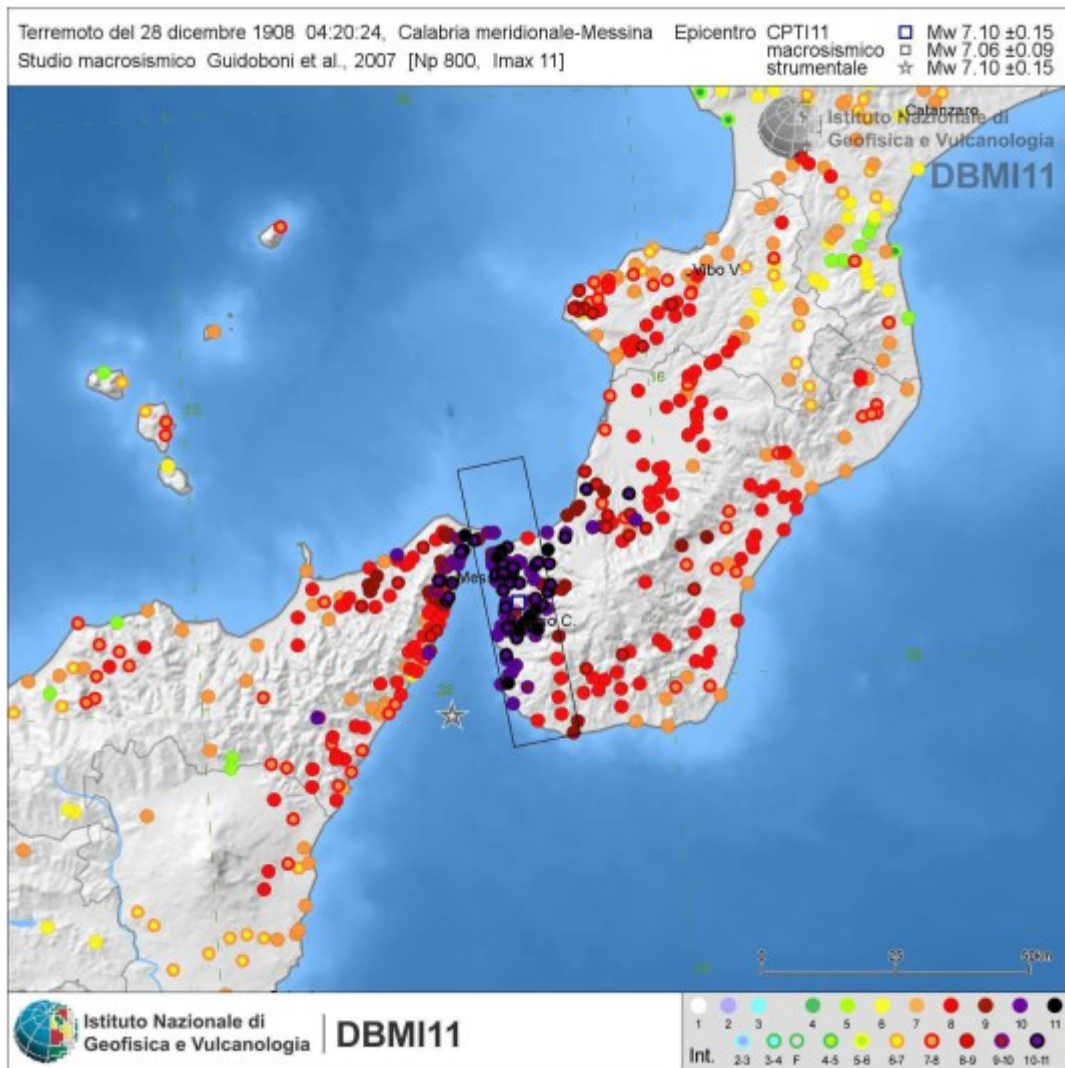 Terremoto del 28 dicembre 1908 04:20:24, Calabria meridionale-Messina Epicentro CPTI11 Mw 7.10 ±0.15
Studio macrosismico Guidoboni et al., 2007 [Np 800, Imax 11] macrosismico Mw 7.06 ±0.09
strumentale Mw 7.10 ±0.15
Catanzaro
Istituto Nazionale di
Geofisica e Vulcanologia
DBMI11
Vibo V.
16
15
Mess
o C.
38
0 25 50km
Istituto Nazionale di
Geofisica e Vulcanologia
DBMI11
1 2 3 4 5 6 7 8 9 10 11
Int. 2-3 3-4 F 4-5 5-6 6-7 7-8 8-9 9-10 10-11